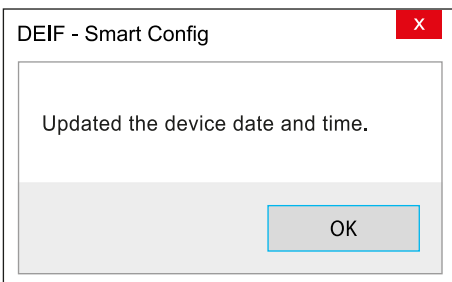 DEIF - Smart Config
x
Updated the device date and time.
OK